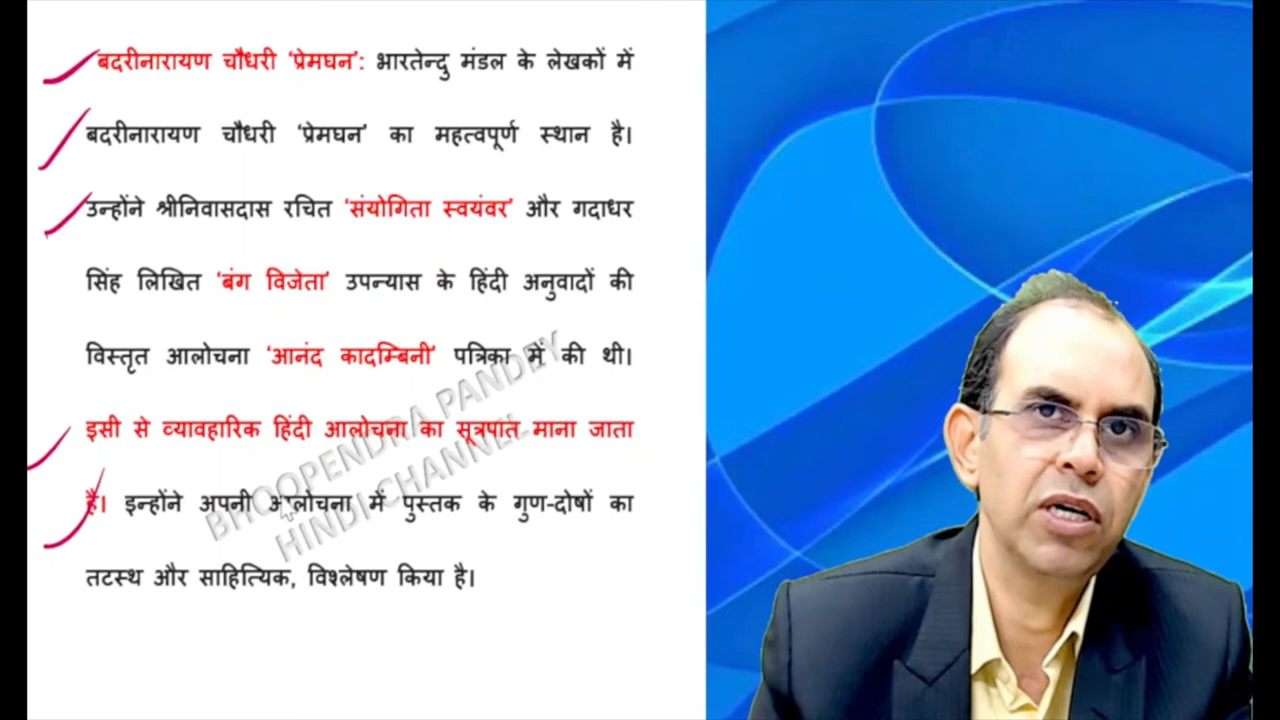 बदरीनारायण चौधरी ‘प्रेमघन’: भारतेन्दु मंडल के लेखकों में
बदरीनारायण चौधरी ‘प्रेमघन’ का महत्वपूर्ण स्थान है।
उन्होंने श्रीनिवासदास रचित ‘संयोगिता स्वयंवर’ और गदाधर
सिंह लिखित ‘बंग विजेता’ उपन्यास के हिंदी अनुवादों की
विस्तृत आलोचना ‘आनंद कादम्बिनी’ पत्रिका में की थी।
इसी से व्यावहारिक हिंदी आलोचना का सूत्रपात माना जाता
है। इन्होंने अपनी आलोचना में पुस्तक के गुण-दोषों का
तटस्थ और साहित्यिक, विश्लेषण किया है।
BHOOPENDRA PANDEY
HINDI CHANNEL